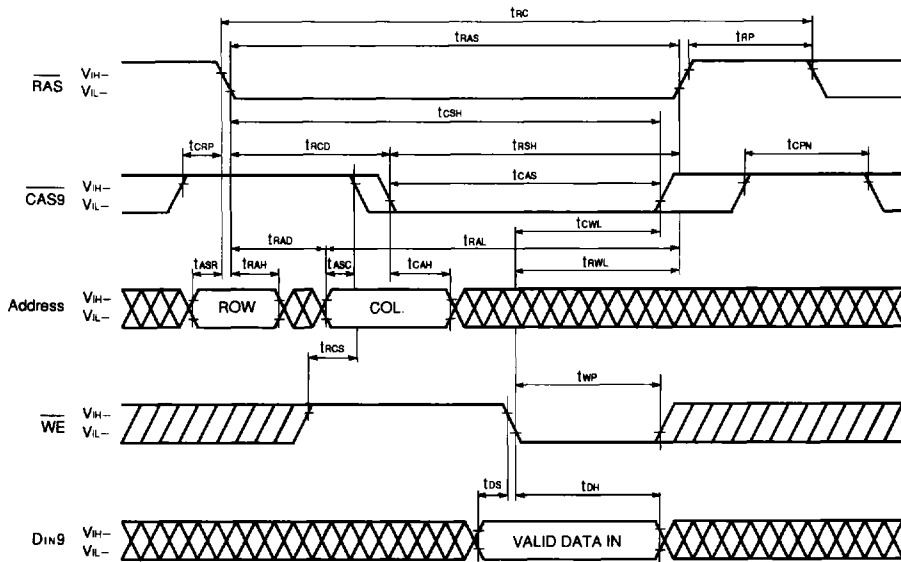 tRC
tRAS
tRP
RAS
VIH–
VIL–
tCSH
tCRP
tRCD
tRSH
tCPN
CAS9
VIH–
VIL–
tCAS
tCWL
tRAD
tRAL
tASR
tRAH
tASC
tCAH
tRWL
Address
VIH–
VIL–
ROW
COL.
tRCS
tWP
WE
VIH–
VIL–
tDS
tDH
DIN9
VIH–
VIL–
VALID DATA IN